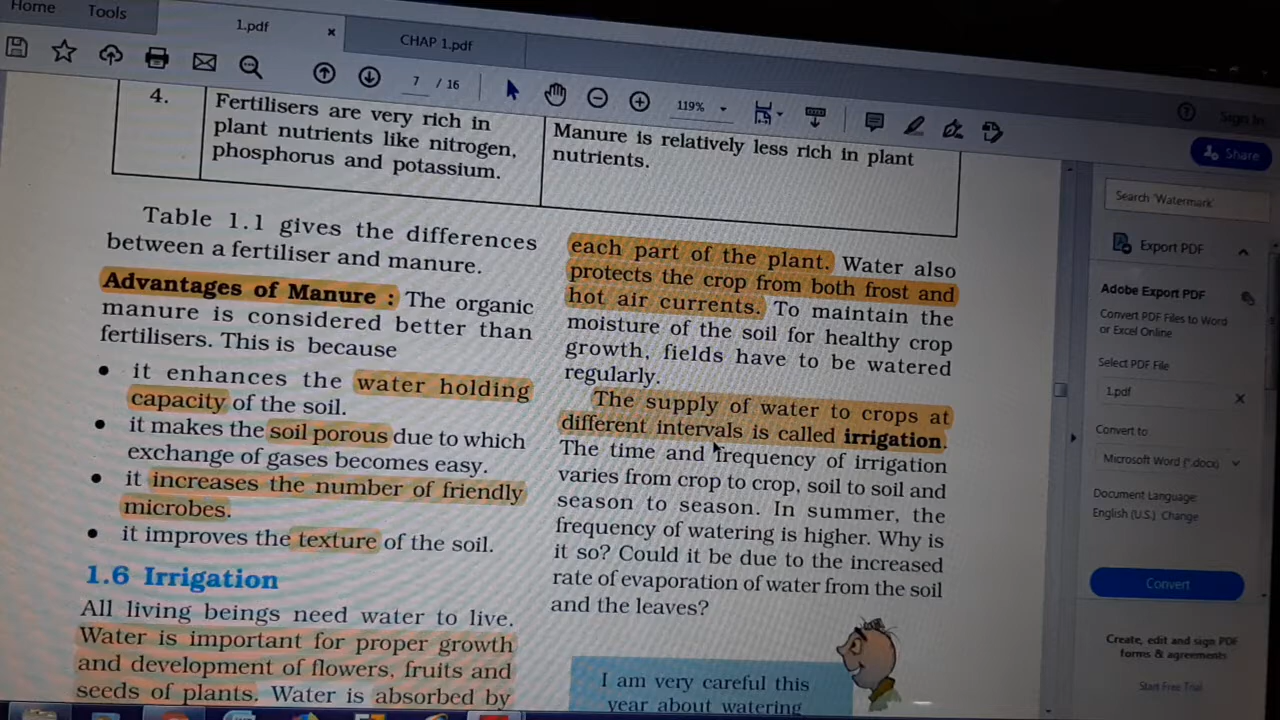 Home Tools
1.pdf ×
CHAP 1.pdf
7 / 16
119%
Sign In
Share
4.
Fertilisers are very rich in
plant nutrients like nitrogen,
phosphorus and potassium.
Manure is relatively less rich in plant
nutrients.
Table 1.1 gives the differences
between a fertiliser and manure.
Advantages of Manure : The organic
manure is considered better than
fertilisers. This is because
• it enhances the water holding
capacity of the soil.
• it makes the soil porous due to which
exchange of gases becomes easy.
• it increases the number of friendly
microbes.
• it improves the texture of the soil.
1.6 Irrigation
All living beings need water to live.
Water is important for proper growth
and development of flowers, fruits and
seeds of plants. Water is absorbed by
each part of the plant. Water also
protects the crop from both frost and
hot air currents. To maintain the
moisture of the soil for healthy crop
growth, fields have to be watered
regularly.
The supply of water to crops at
different intervals is called irrigation.
The time and frequency of irrigation
varies from crop to crop, soil to soil and
season to season. In summer, the
frequency of watering is higher. Why is
it so? Could it be due to the increased
rate of evaporation of water from the soil
and the leaves?
I am very careful this
year about watering
Search 'Watermark'
Export PDF
Adobe Export PDF
Convert PDF Files to Word
or Excel Online
Select PDF File
1.pdf ×
Convert to
Microsoft Word (*.docx)
Document Language:
English (U.S.) Change
Convert
Create, edit and sign PDF
forms & agreements
Start Free Trial